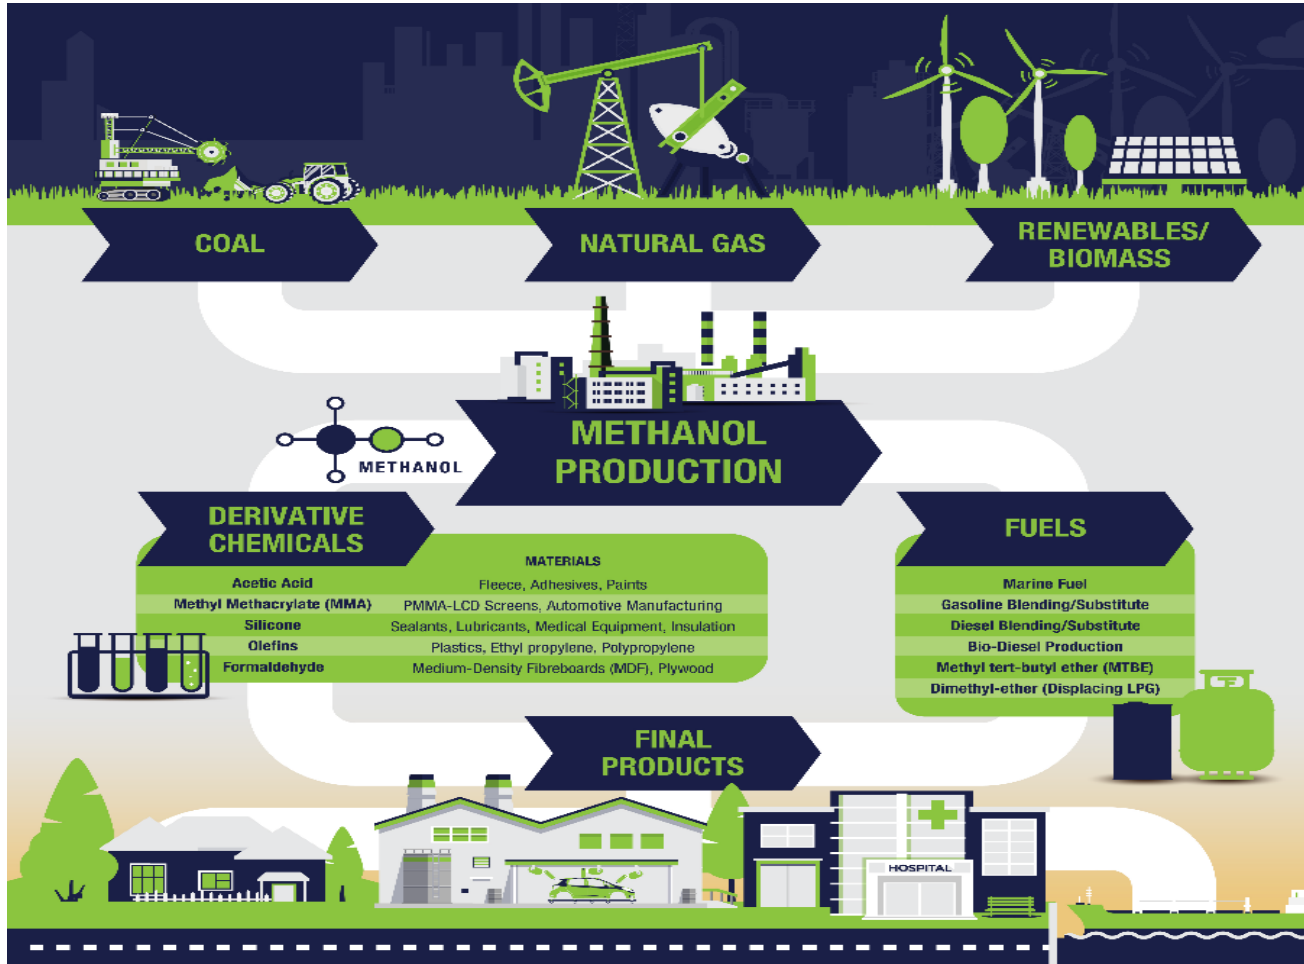 COAL
NATURAL GAS
RENEWABLES/
BIOMASS
METHANOL
PRODUCTION
METHANOL
DERIVATIVE
CHEMICALS
MATERIALS
Acetic Acid Fleece, Adhesives, Paints
Methyl Methacrylate (MMA) PMMA-LCD Screens, Automotive Manufacturing
Silicone Sealants, Lubricants, Medical Equipment, Insulation
Olefins Plastics, Ethyl propylene, Polypropylene
Formaldehyde Medium-Density Fibreboards (MDF), Plywood
FUELS
Marine Fuel
Gasoline Blending/Substitute
Diesel Blending/Substitute
Bio-Diesel Production
Methyl tert-butyl ether (MTBE)
Dimethyl-ether (Displacing LPG)
FINAL
PRODUCTS
HOSPITAL